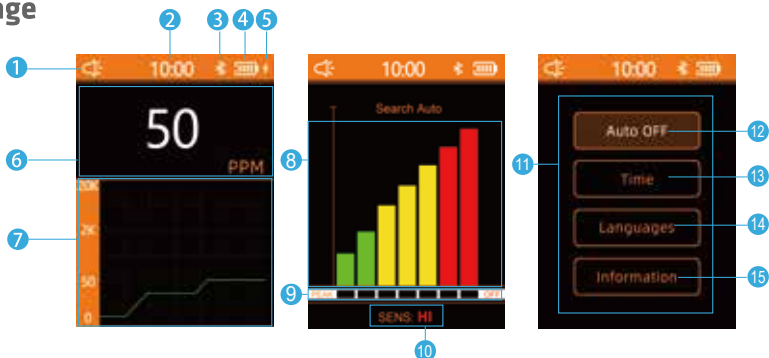 age
2 3 4 5
1 10:00
50
6 PPM
20K
7 2K
50
0
10:00
Search Auto
8
9 PEAK OFF
SENS: HI
10
10:00
11
Auto OFF 12
Time 13
Languages 14
Information 15